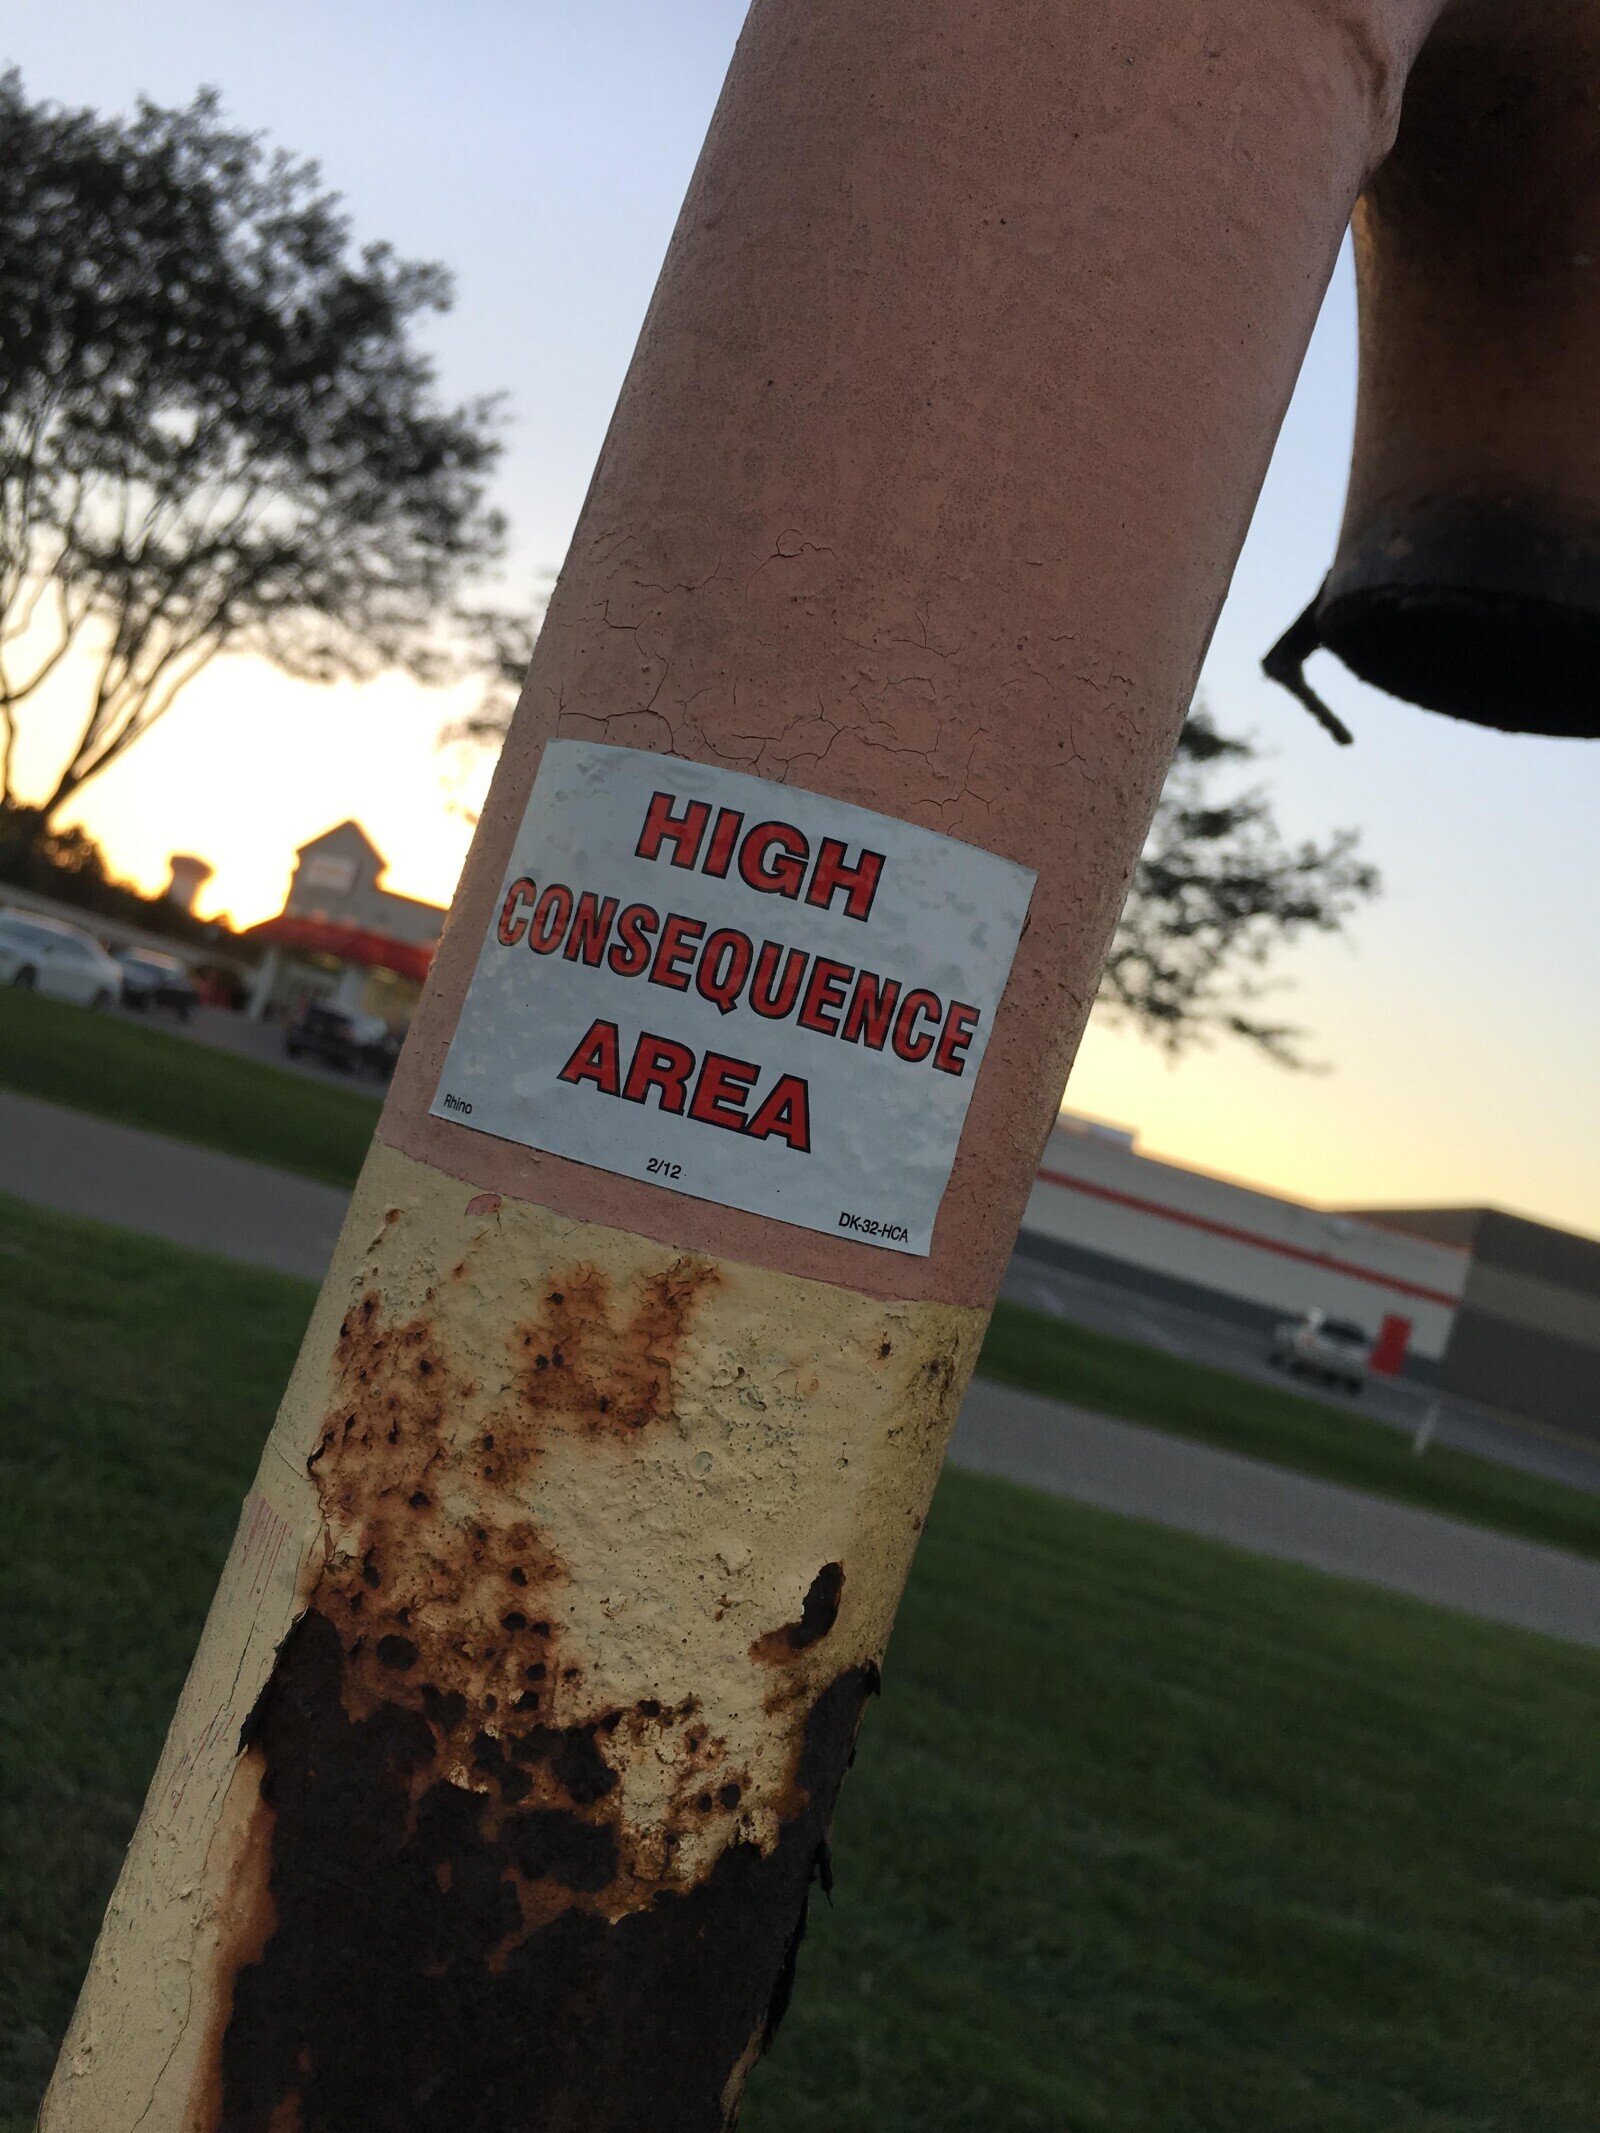 HIGH
CONSEQUENCE
AREA
Rhino
2/12
DK-32-HCA